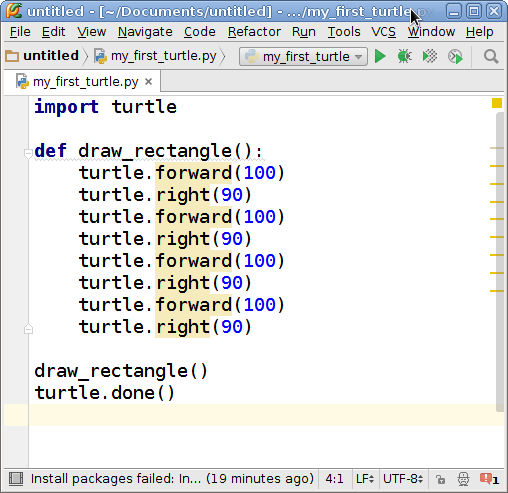 untitled - [~/Documents/untitled] - .../my_first_turtle.p
File Edit View Navigate Code Refactor Run Tools VCS Window Help
untitled my_first_turtle.py my_first_turtle
my_first_turtle.py
import turtle
def draw_rectangle():
turtle.forward(100)
turtle.right(90)
turtle.forward(100)
turtle.right(90)
turtle.forward(100)
turtle.right(90)
turtle.forward(100)
turtle.right(90)
draw_rectangle()
turtle.done()
Install packages failed: In... (19 minutes ago) 4:1 LF UTF-8 1